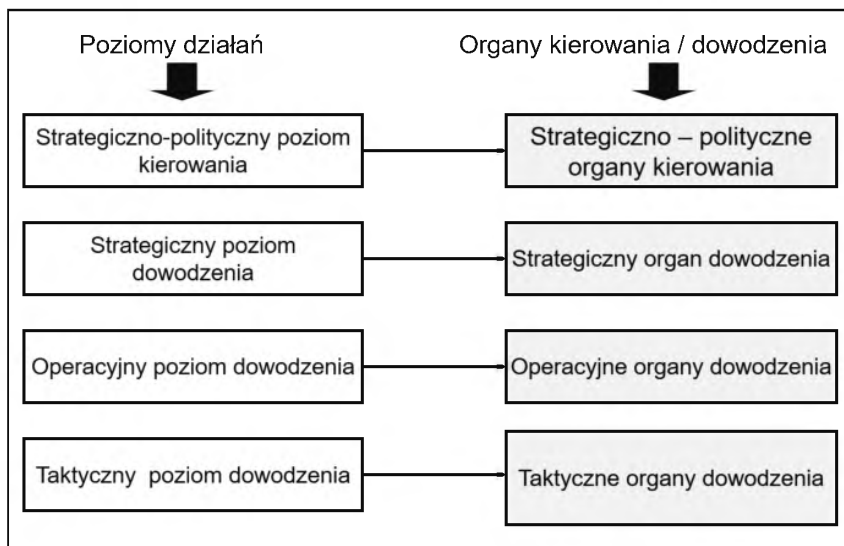 Poziomy działań
Organy kierowania / dowodzenia
Strategiczno-polityczny poziom
kierowania
Strategiczno – polityczne
organy kierowania
Strategiczny poziom
dowodzenia
Strategiczny organ dowodzenia
Operacyjny poziom dowodzenia
Operacyjne organy dowodzenia
Taktyczny poziom dowodzenia
Taktyczne organy dowodzenia